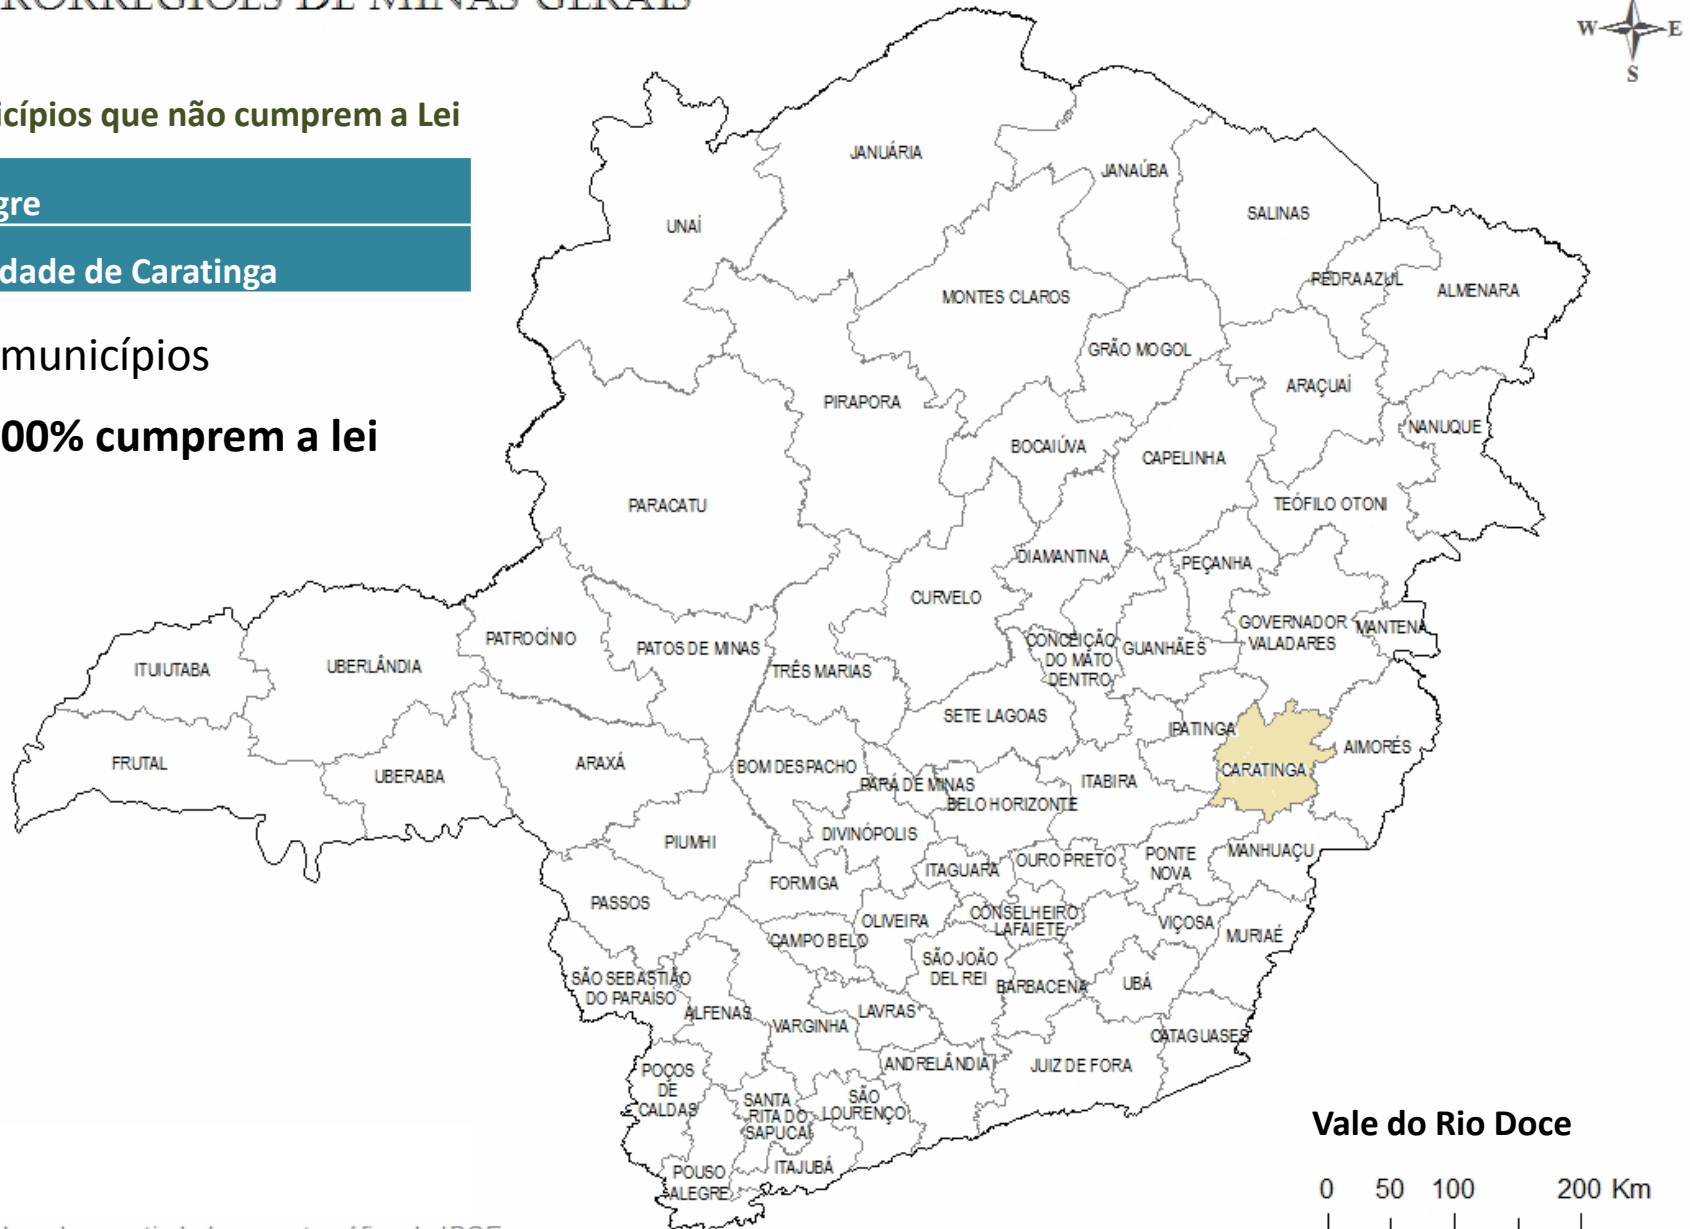 RORREGIÕES DE MINAS GERAIS
W E
S
icípios que não cumprem a Lei
gre
dade de Caratinga
municípios
00% cumprem a lei
JANUÁRIA
JANAÚBA
SALINAS
UNAÍ
PEDRA AZUL
ALMENARA
MONTES CLAROS
GRÃO MOGOL
ARAÇUAÍ
PIRAPORA
NANUQUE
BOCAIÚVA
CAPELINHA
PARACATU
TEÓFILO OTONI
DIAMANTINA
PEÇANHA
CURVELO
GOVERNADOR
VALADARES
MANTENA
PATROCÍNIO
PATOS DE MINAS
CONCEIÇÃO
DO MATO
DENTRO
GUANHÃES
ITUIUTABA
UBERLÂNDIA
TRÊS MARIAS
SETE LAGOAS
IPATINGA
AIMORÉS
FRUTAL
UBERABA
ARAXÁ
BOM DESPACHO
PARÁ DE MINAS
ITABIRA
CARATINGA
BELO HORIZONTE
PIUMHI
DIVINÓPOLIS
ITAGUARA
OURO PRETO
PONTE
NOVA
MANHUAÇU
FORMIGA
PASSOS
OLIVEIRA
CONSELHEIRO
LAFAIETE
VIÇOSA
MURIAÉ
CAMPO BELO
SÃO JOÃO
DEL REI
SÃO SEBASTIÃO
DO PARAÍSO
BARBACENA
UBÁ
ALFENAS
VARGINHA
LAVRAS
CATAGUASES
POÇOS
DE
CALDAS
ANDRELÂNDIA
JUIZ DE FORA
SANTA
RITA DO
SAPUCAÍ
SÃO
LOURENÇO
POUSO
ALEGRE
ITAJUBÁ
Vale do Rio Doce
0 50 100 200 Km